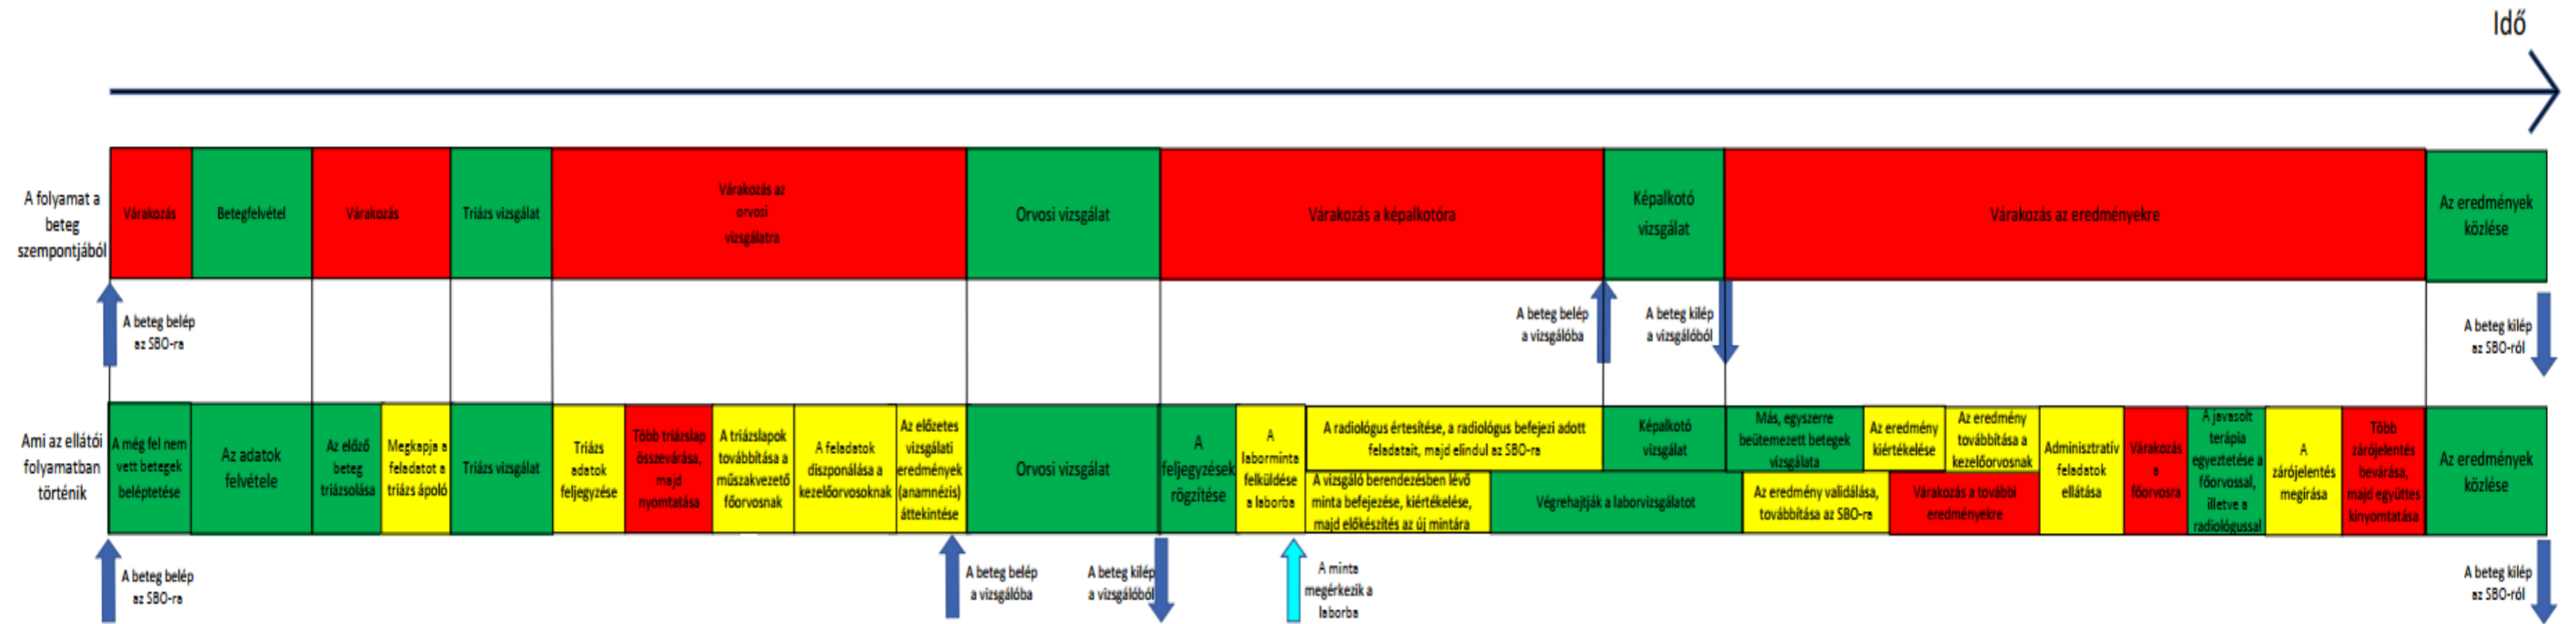 Idő
A folyamat a
beteg
szempontjából
Várakozás
Betegfelvétel
Várakozás
Triázs vizsgálat
Várakozás az
orvosi
vizsgálatra
Orvosi vizsgálat
Várakozás a képalkotóra
Képalkotó
vizsgálat
Várakozás az eredményekre
Az eredmények
közlése
A beteg belép
az SBO-ra
A beteg belép
a vizsgálóba
A beteg kilép
a vizsgálóból
A beteg kilép
az SBO-ról
Ami az ellátói
folyamatban
történik
A még fel nem
vett betegek
beléptetése
Az adatok
felvétele
Az előző
beteg
triázsolása
Megkapja a
feladatot a
triázs ápoló
Triázs vizsgálat
Triázs
adatok
feljegyzése
Több triázslap
összevárása,
majd
nyomtatása
A triázslapok
továbbítása a
műszakvezető
főorvosnak
A feladatok
diszponálása a
kezelőorvosoknak
Az előzetes
vizsgálati
eredmények
(anamnézis)
áttekintése
Orvosi vizsgálat
A
feljegyzések
rögzítése
A
laborminta
felküldése
a laborba
A radiológus értesítése, a radiológus befejezi adott
feladatait, majd elindul az SBO-ra
A vizsgáló berendezésben lévő
minta befejezése, kiértékelése,
majd előkészítés az új mintára
Képalkotó
vizsgálat
Végrehajtják a laborvizsgálatot
Más, egyszerre
beütemezett betegek
vizsgálata
Az eredmény
kiértékelése
Az eredmény
továbbítása a
kezelőorvosnak
Az eredmény validálása,
továbbítása az SBO-ra
Várakozás a további
eredményekre
Adminisztratív
feladatok
ellátása
Várakozás
a
főorvosra
A javasolt
terápia
egyeztetése a
főorvossal,
illetve a
radiológussal
A
zárójelentés
megírása
Több
zárójelentés
bevárása,
majd együttes
kinyomtatása
Az eredmények
közlése
A beteg belép
az SBO-ra
A beteg belép
a vizsgálóba
A beteg kilép
a vizsgálóból
A minta
megérkezik a
laborba
A beteg kilép
az SBO-ról